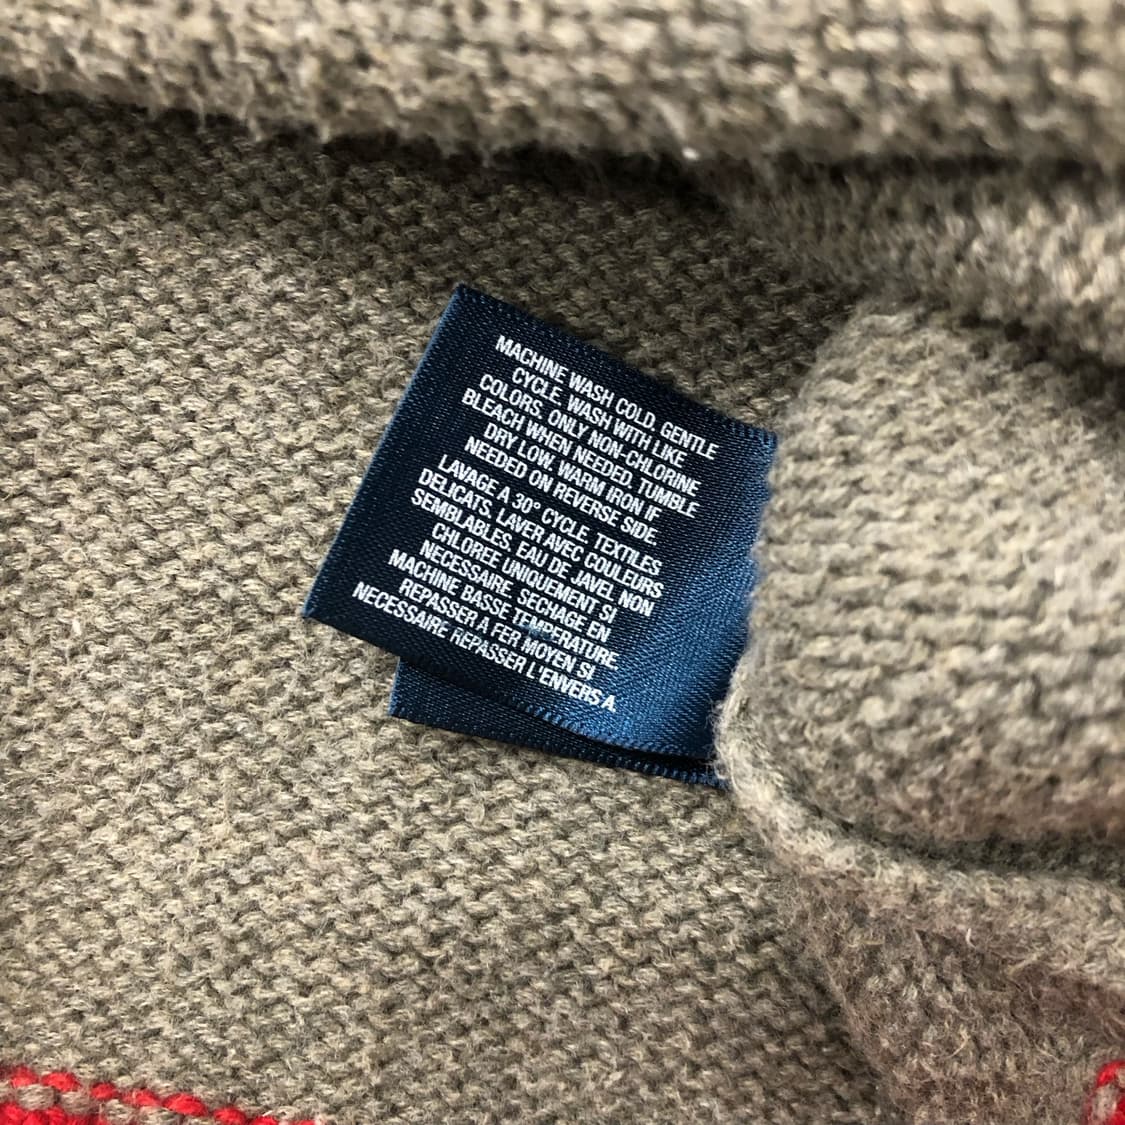 MACHINE WASH COLD. GENTLE
CYCLE. WASH WITH LIKE
COLORS. ONLY NON-CHLORINE
BLEACH WHEN NEEDED. TUMBLE
DRY LOW. WARM IRON IF
NEEDED ON REVERSE SIDE.
LAVAGE A 30° CYCLE TEXTILES
DELICATS. LAVER AVEC COULEURS
SEMBLABLES. EAU DE JAVEL NON
CHLOREE UNIQUEMENT SI
NECESSAIRE. SECHAGE EN
MACHINE BASSE TEMPERATURE.
REPASSER A FER MOYEN SI
NECESSAIRE REPASSER L'ENVERS A.